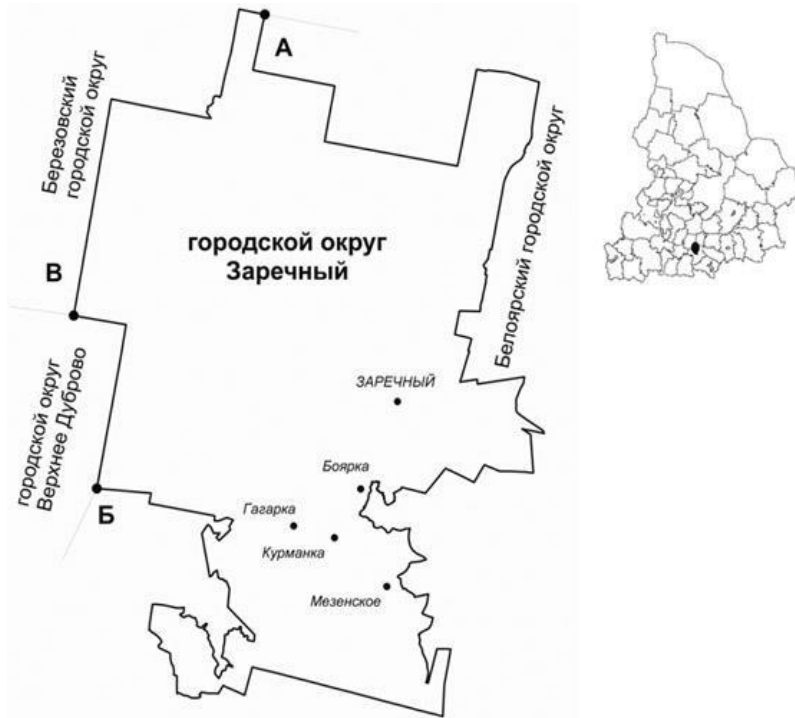 А
Березовский
городской округ
Белоярский городской округ
городской округ
Заречный
В
ЗАРЕЧНЫЙ
городской округ
Верхнее Дуброво
Боярка
Б
Гагарка
Курманка
Мезенское